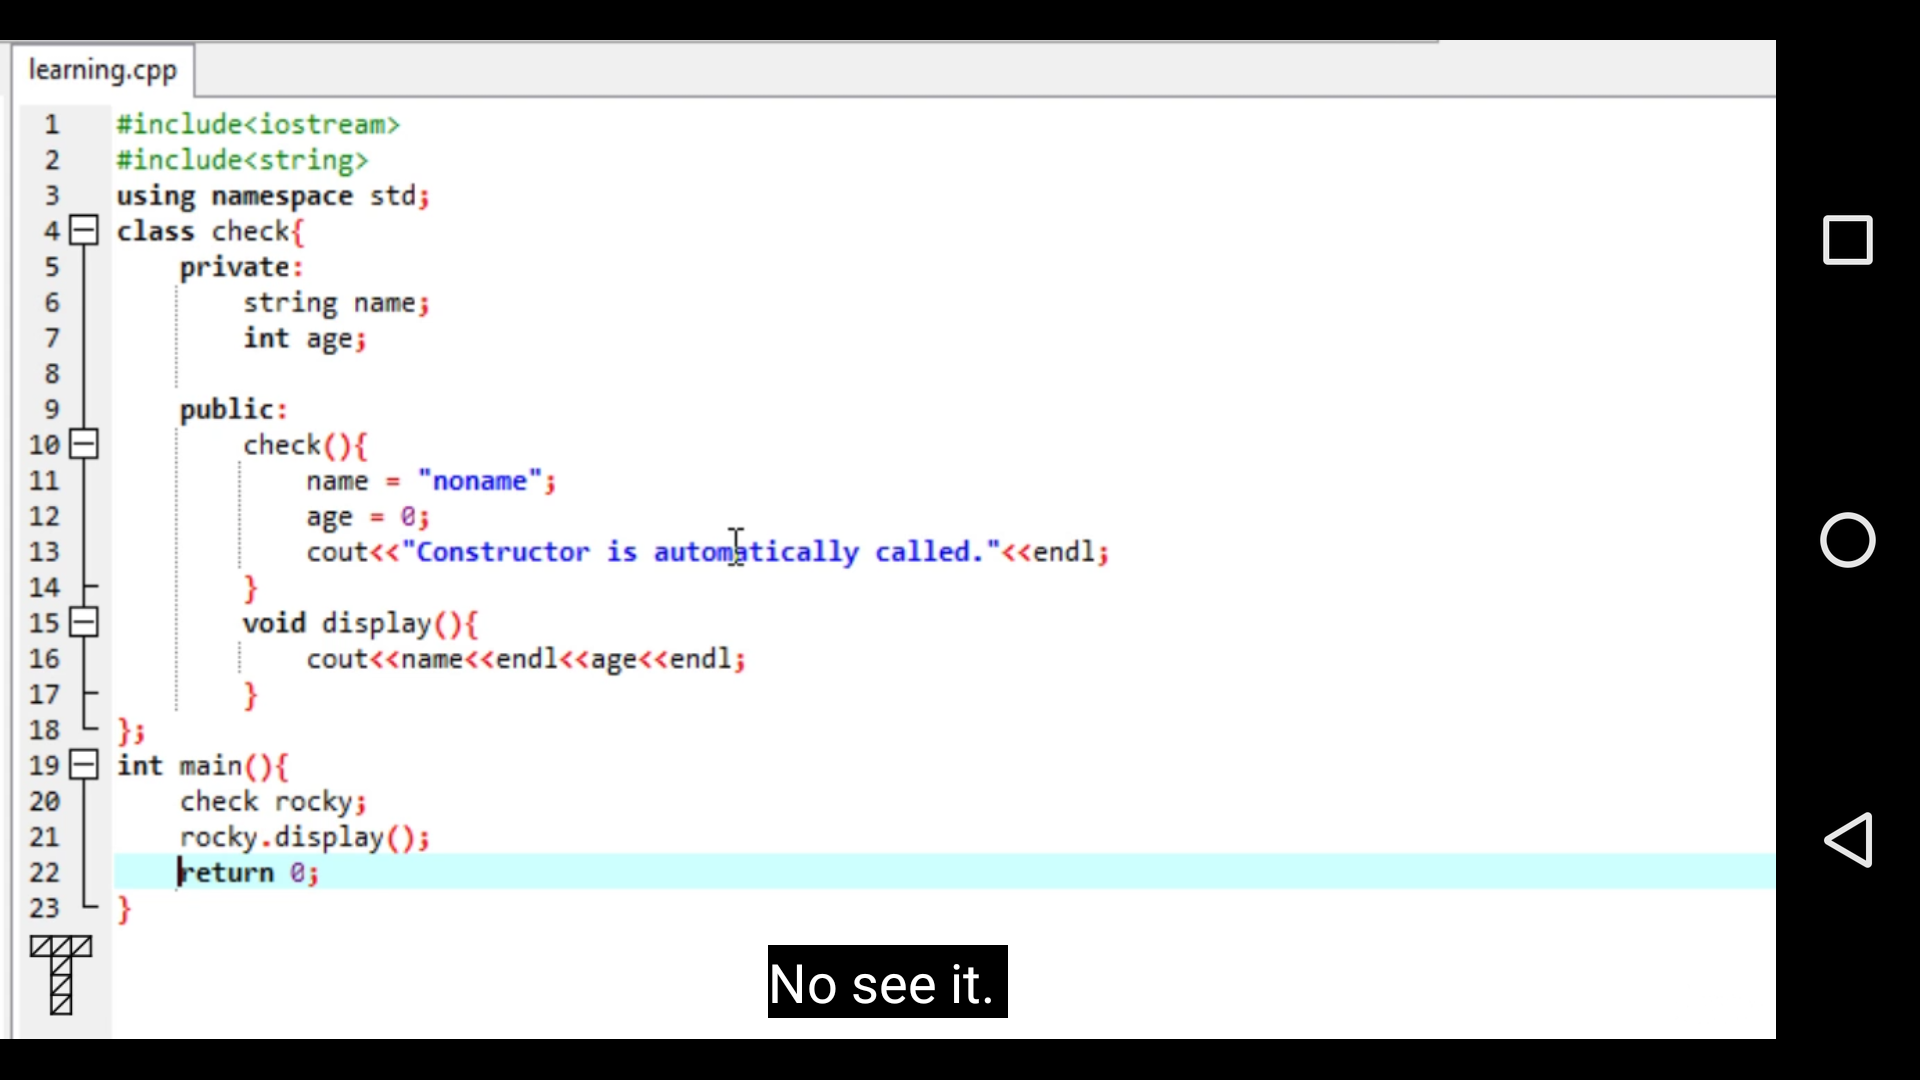 learning.cpp
1 #include<iostream>
2 #include<string>
3 using namespace std;
4 class check{
5 private:
6 string name;
7 int age;
8
9 public:
10 check(){
11 name = "noname";
12 age = 0;
13 cout<<"Constructor is automatically called."<<endl;
14 }
15 void display(){
16 cout<<name<<endl<<age<<endl;
17 }
18 };
19 int main(){
20 check rocky;
21 rocky.display();
22 return 0;
23 }
T
No see it.